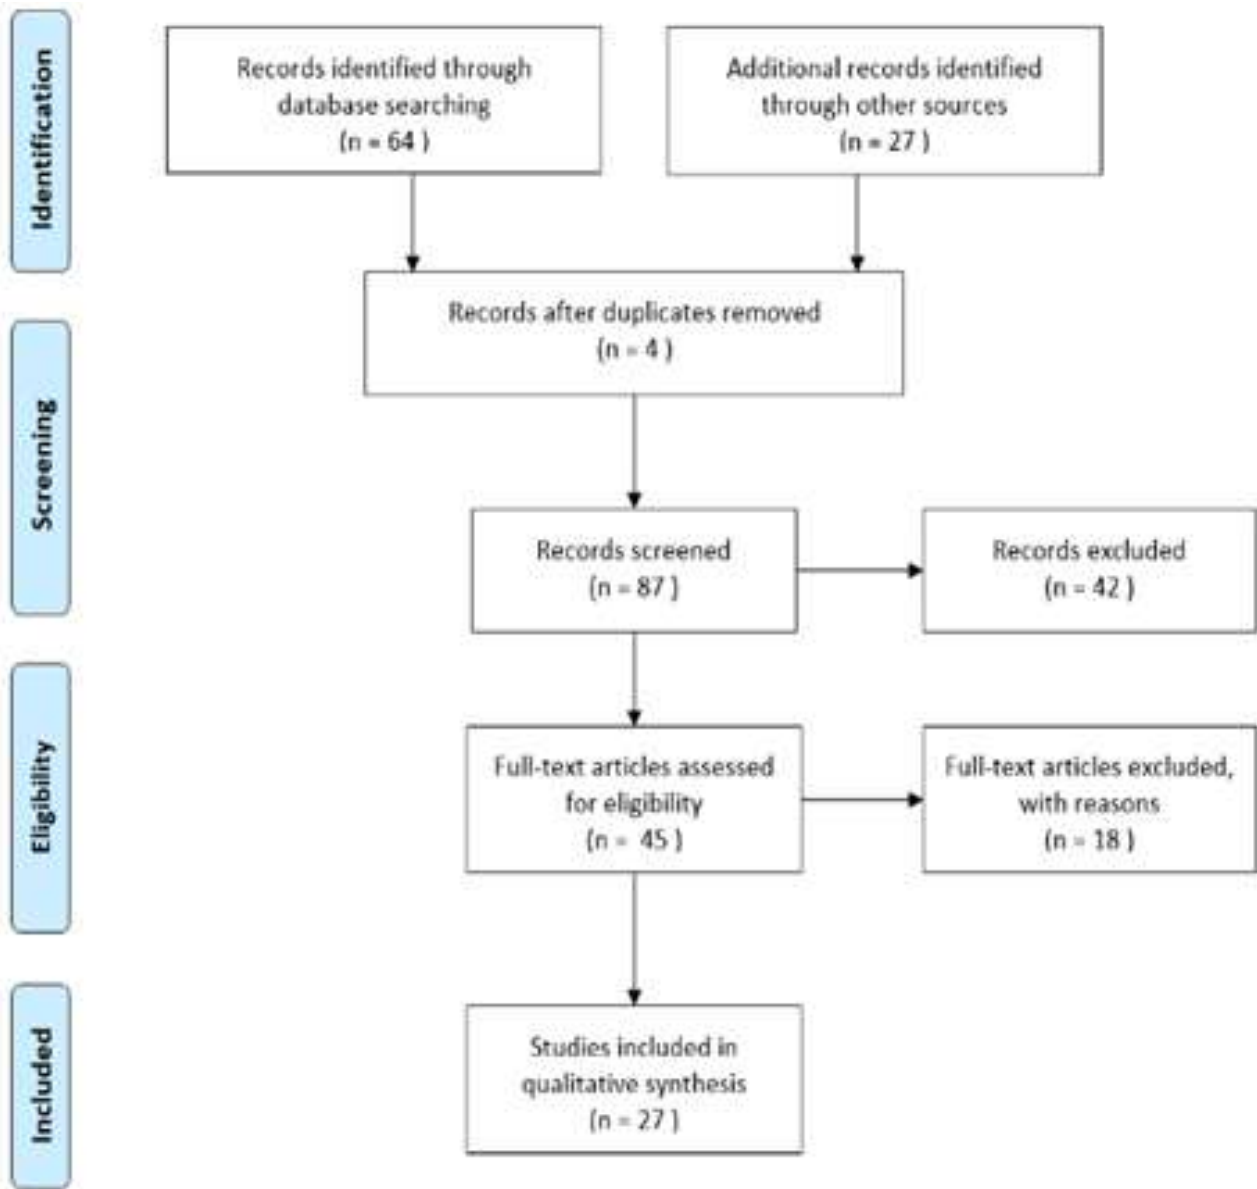 Identification
Records identified through
database searching
(n = 64 )
Additional records identified
through other sources
(n = 27 )
Records after duplicates removed
(n = 4 )
Screening
Records screened
(n = 87 )
Records excluded
(n = 42 )
Eligibility
Full-text articles assessed
for eligibility
(n =  45 )
Full-text articles excluded,
with reasons
(n = 18 )
Included
Studies included in
qualitative synthesis
(n = 27 )